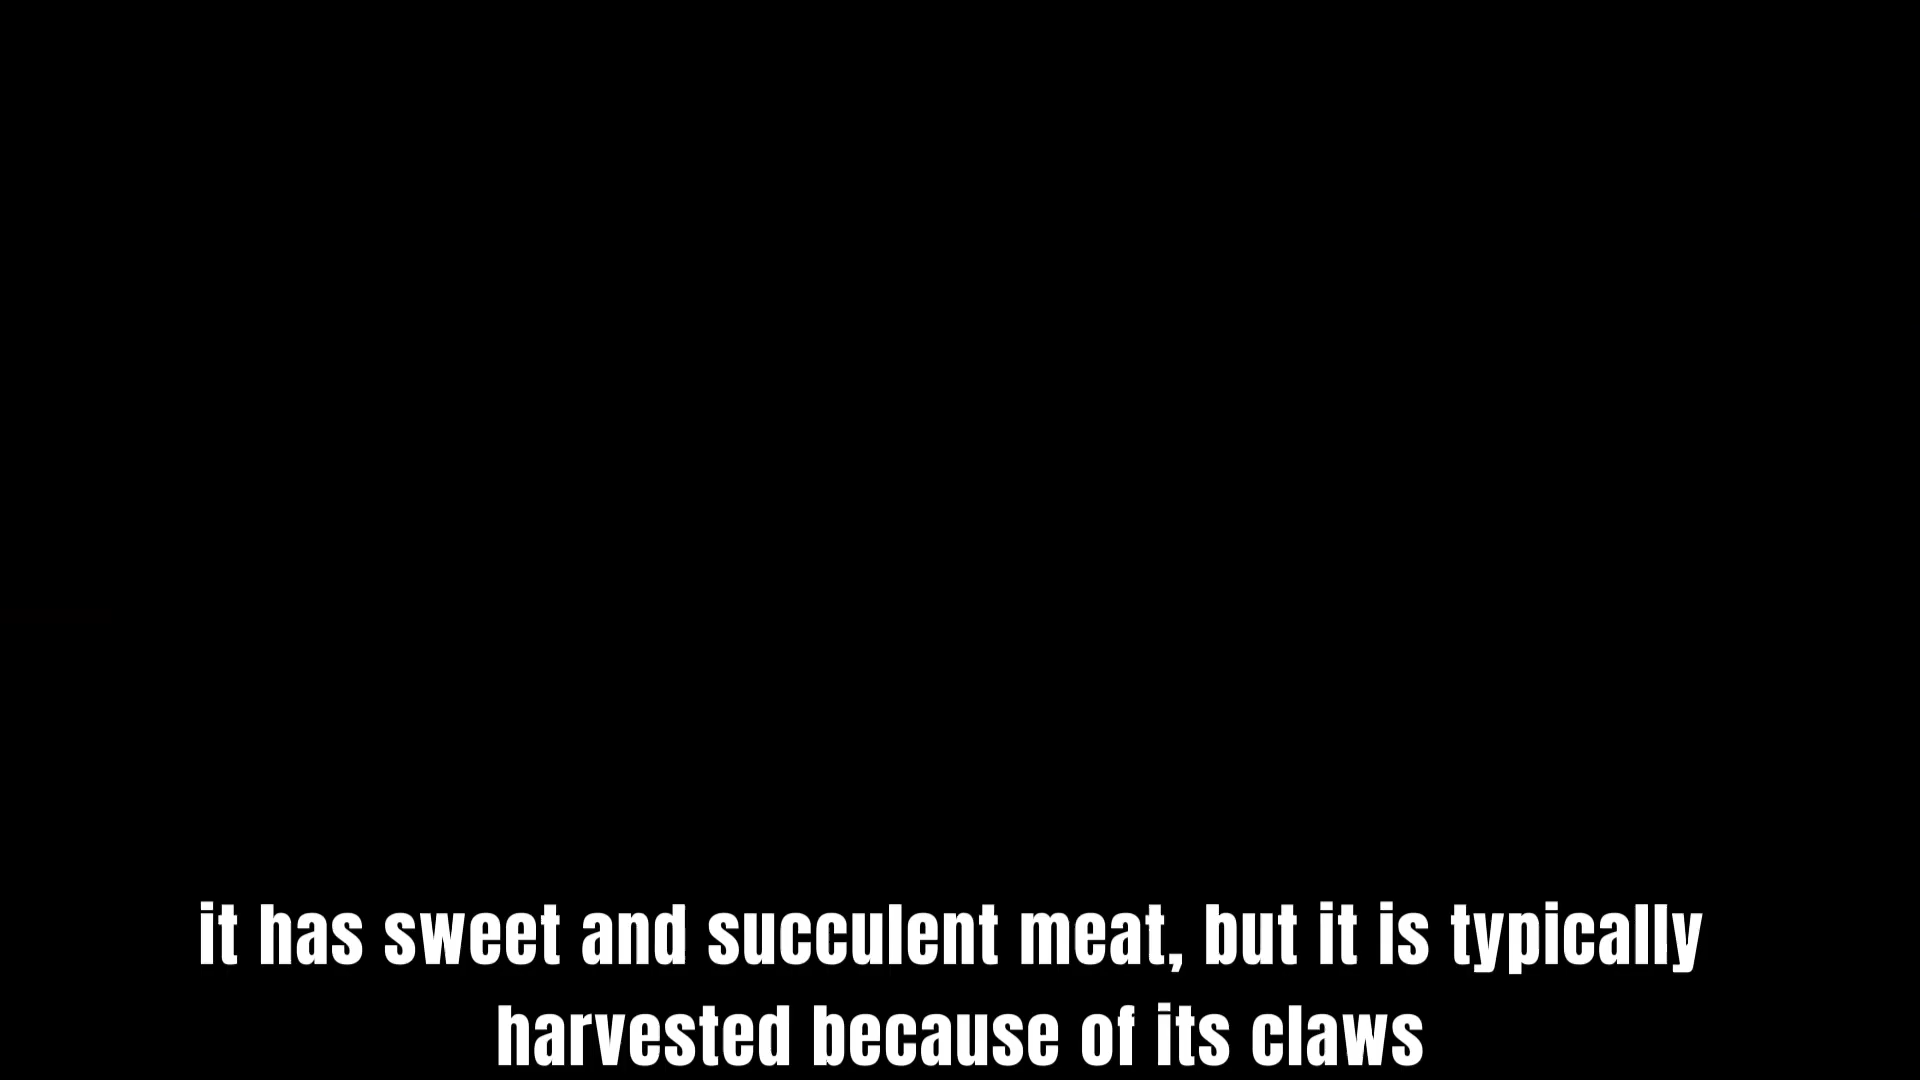 it has sweet and succulent meat, but it is typically
harvested because of its claws